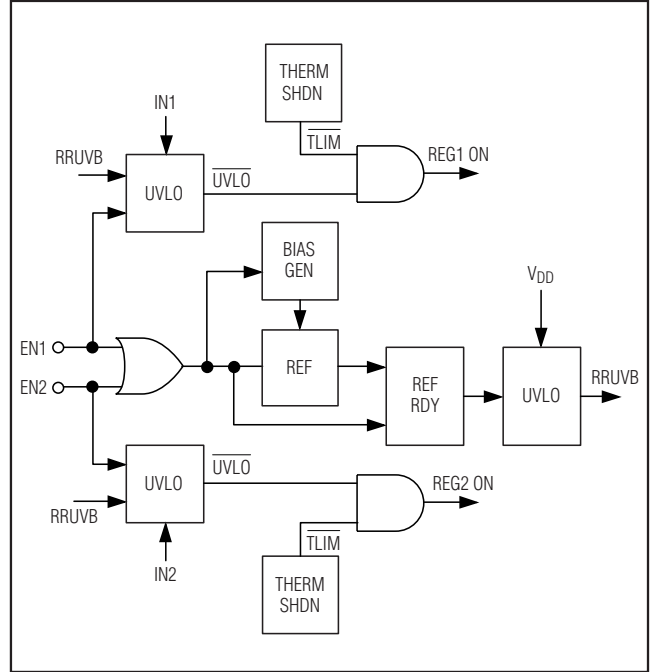 THERM
SHDN
IN1
TLIM
RRUVB
UVLO
UVLO
REG1 ON
BIAS
GEN
VDD
EN1
EN2
REF
REF
RDY
UVLO
RRUVB
UVLO
UVLO
REG2 ON
RRUVB
TLIM
IN2
THERM
SHDN